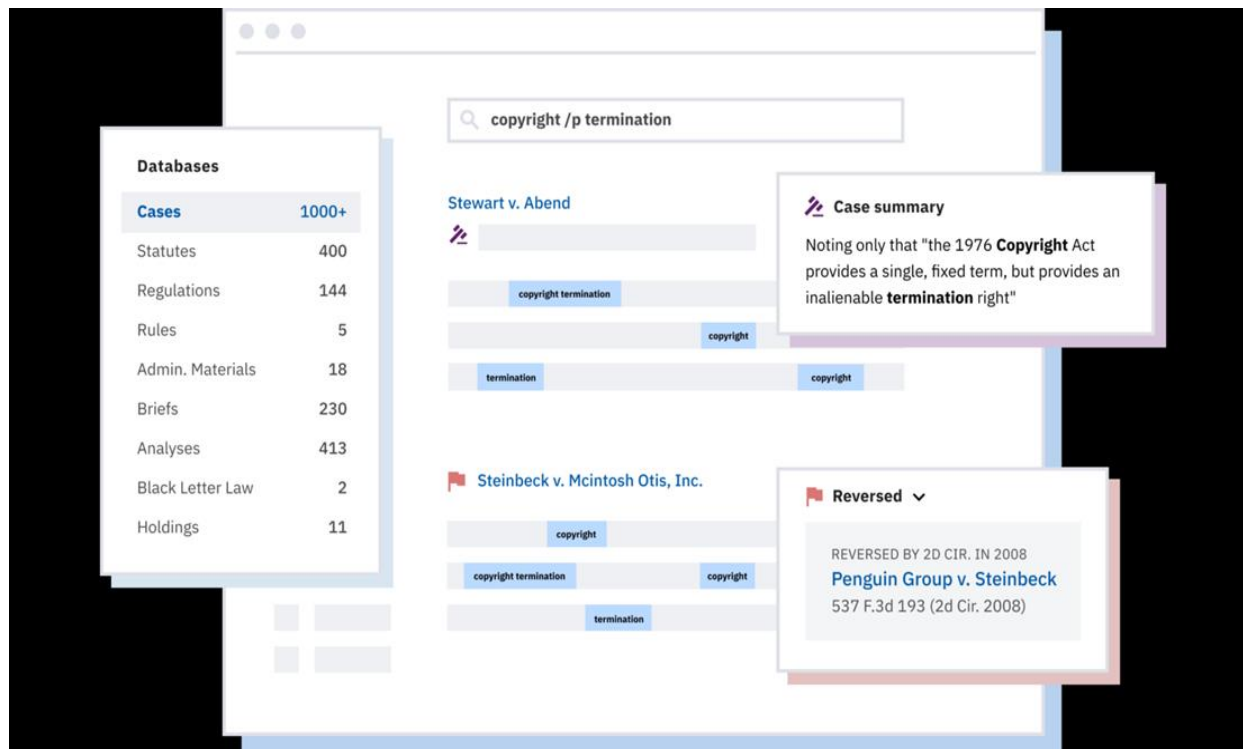 copyright /p termination
Databases
Cases 1000+
Statutes 400
Regulations 144
Rules 5
Admin. Materials 18
Briefs 230
Analyses 413
Black Letter Law 2
Holdings 11
Stewart v. Abend
copyright termination
copyright
termination copyright
Case summary
Noting only that "the 1976 Copyright Act
provides a single, fixed term, but provides an
inalienable termination right"
Steinbeck v. Mcintosh Otis, Inc.
copyright
copyright termination copyright
termination
Reversed
REVERSED BY 2D CIR. IN 2008
Penguin Group v. Steinbeck
537 F.3d 193 (2d Cir. 2008)